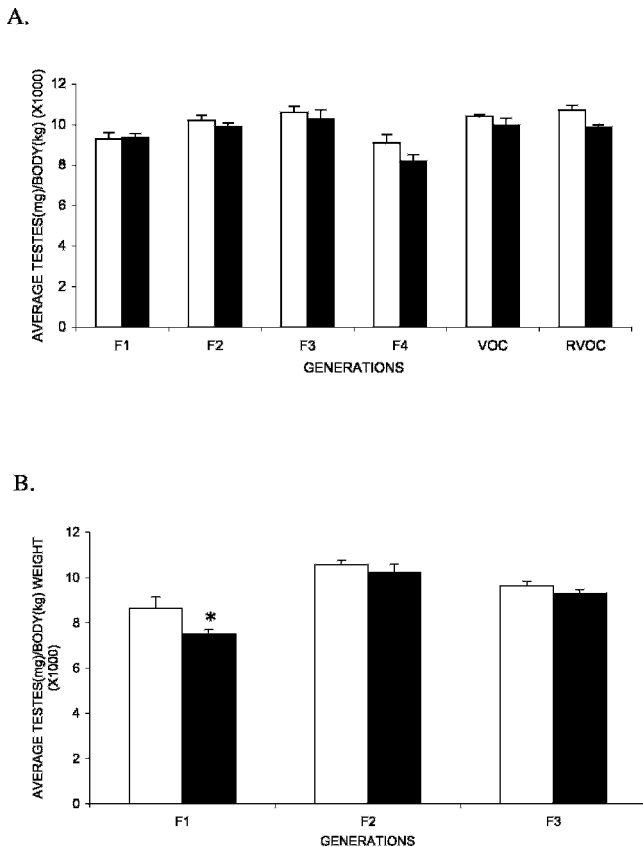 A.
AVERAGE TESTES(mg)/BODY(kg) (X1000)
12
10
8
6
4
2
0
F1 F2 F3 F4 VOC RVOC
GENERATIONS
B.
AVERAGE TESTES(mg)/BODY(kg) WEIGHT
(X1000)
12
10
8
6
4
2
0
*
F1 F2 F3
GENERATIONS